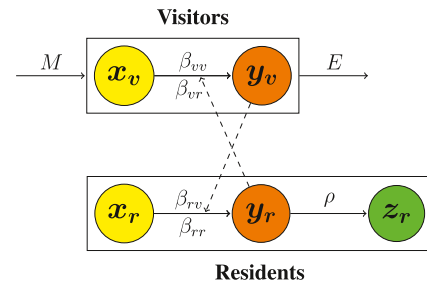 Visitors
M x_v β_vv y_v E
β_vr
x_r β_rv y_r ρ z_r
β_rr
Residents